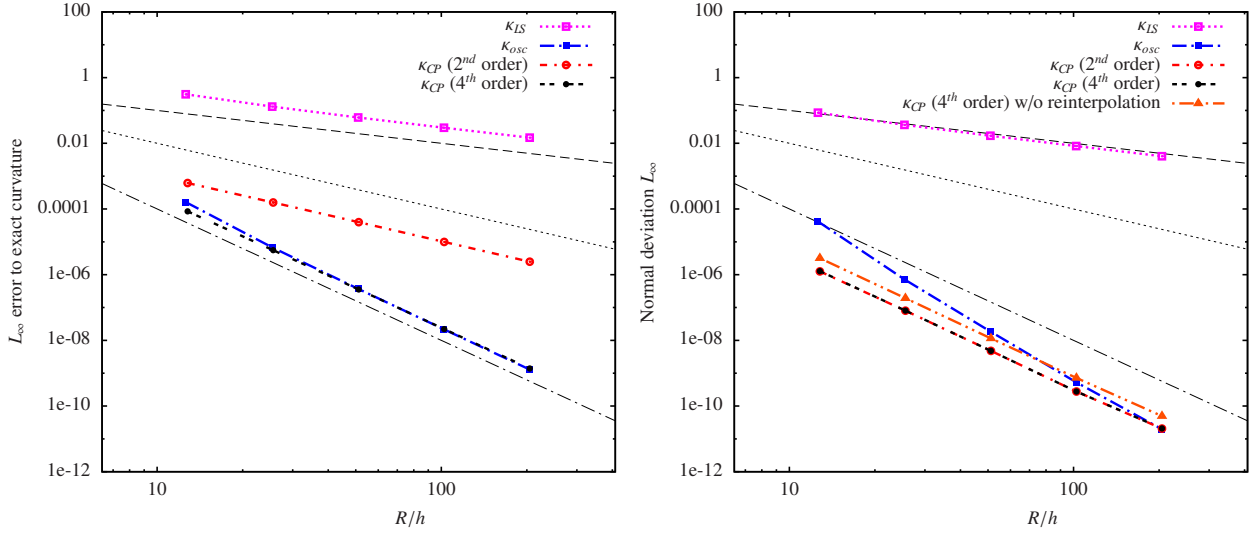 100
1
0.01
0.0001
1e-06
1e-08
1e-10
1e-12
10
100
R/h
L∞ error to exact curvature
κLS
κosc
κCP (2nd order)
κCP (4th order)
100
1
0.01
0.0001
1e-06
1e-08
1e-10
1e-12
10
100
R/h
Normal deviation L∞
κLS
κosc
κCP (2nd order)
κCP (4th order)
κCP (4th order) w/o reinterpolation